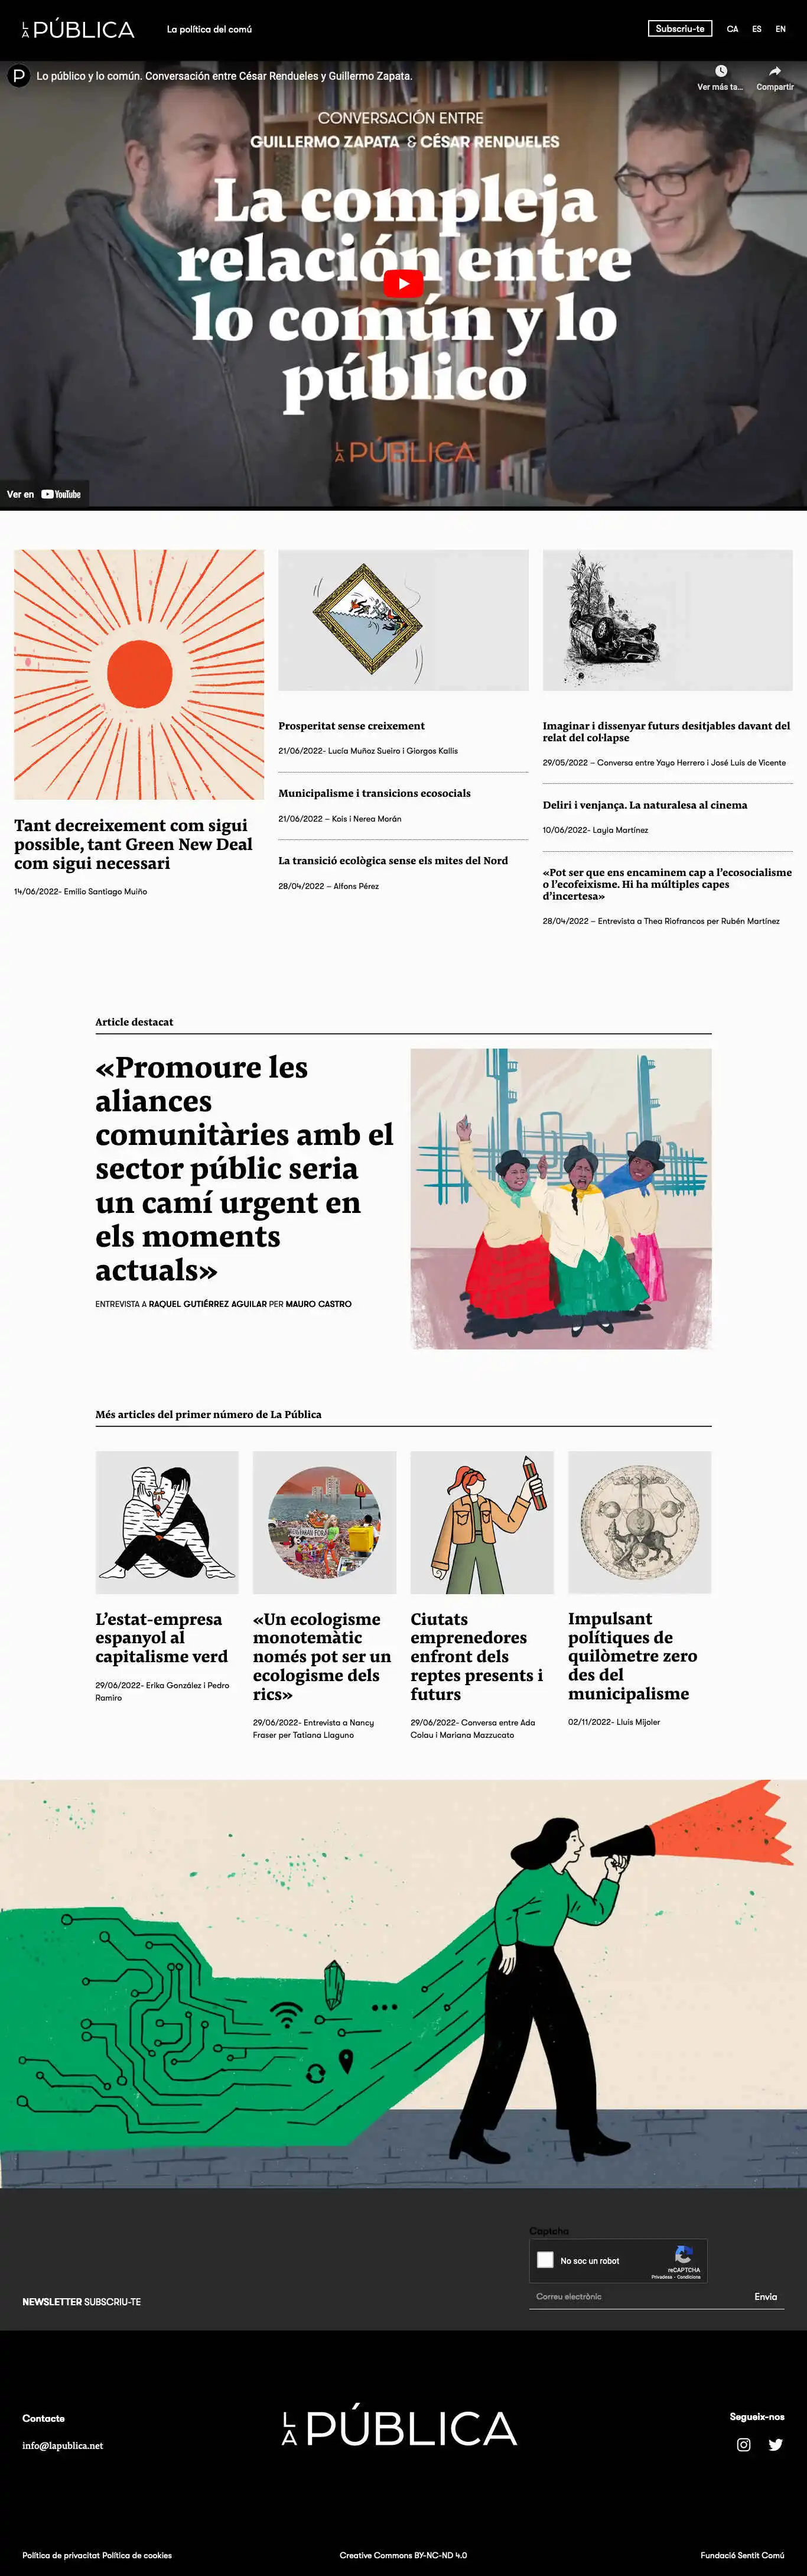 LA PÚBLICA
La política del comú
Subscriu-te
CA
ES
EN
Lo público y lo común. Conversación entre César Rendueles y Guillermo Zapata.
Ver más ta...
Compartir
CONVERSACIÓN ENTRE
GUILLERMO ZAPATA & CÉSAR RENDUELES
La compleja
relación entre
lo común y lo
público
LA PÚBLICA
Ver en YouTube
Tant decreixement com sigui
possible, tant Green New Deal
com sigui necessari
14/06/2022- Emilio Santiago Muiño
Prosperitat sense creixement
21/06/2022- Lucía Muñoz Sueiro i Giorgos Kallis
Municipalisme i transicions ecosocials
21/06/2022 – Kois i Nerea Morán
La transició ecològica sense els mites del Nord
28/04/2022 – Alfons Pérez
Imaginar i dissenyar futurs desitjables davant del
relat del col·lapse
29/05/2022 – Conversa entre Yayo Herrero i José Luis de Vicente
Deliri i venjança. La naturalesa al cinema
10/06/2022- Layla Martínez
«Pot ser que ens encaminem cap a l'ecosocialisme
o l'ecofeixisme. Hi ha múltiples capes
d'incertesa»
28/04/2022 – Entrevista a Thea Riofrancos per Rubén Martínez
Article destacat
«Promoure les
aliances
comunitàries amb el
sector públic seria
un camí urgent en
els moments
actuals»
ENTREVISTA A RAQUEL GUTIÉRREZ AGUILAR PER MAURO CASTRO
Més articles del primer número de La Pública
L'estat-empresa
espanyol al
capitalisme verd
29/06/2022- Erika González i Pedro
Ramiro
«Un ecologisme
monotemàtic
només pot ser un
ecologisme dels
rics»
29/06/2022- Entrevista a Nancy
Fraser per Tatiana Llaguno
Ciutats
emprenedores
enfront dels
reptes presents i
futurs
29/06/2022- Conversa entre Ada
Colau i Mariana Mazzucato
Impulsant
polítiques de
quilòmetre zero
des del
municipalisme
02/11/2022- Lluis Mijoler
Captcha
No soc un robot
reCAPTCHA
Privadesa - Condicions
NEWSLETTER SUBSCRIU-TE
Correu electrònic
Envia
Contacte
info@lapublica.net
LA PÚBLICA
Segueix-nos
Política de privacitat Política de cookies
Creative Commons BY-NC-ND 4.0
Fundació Sentit Comú